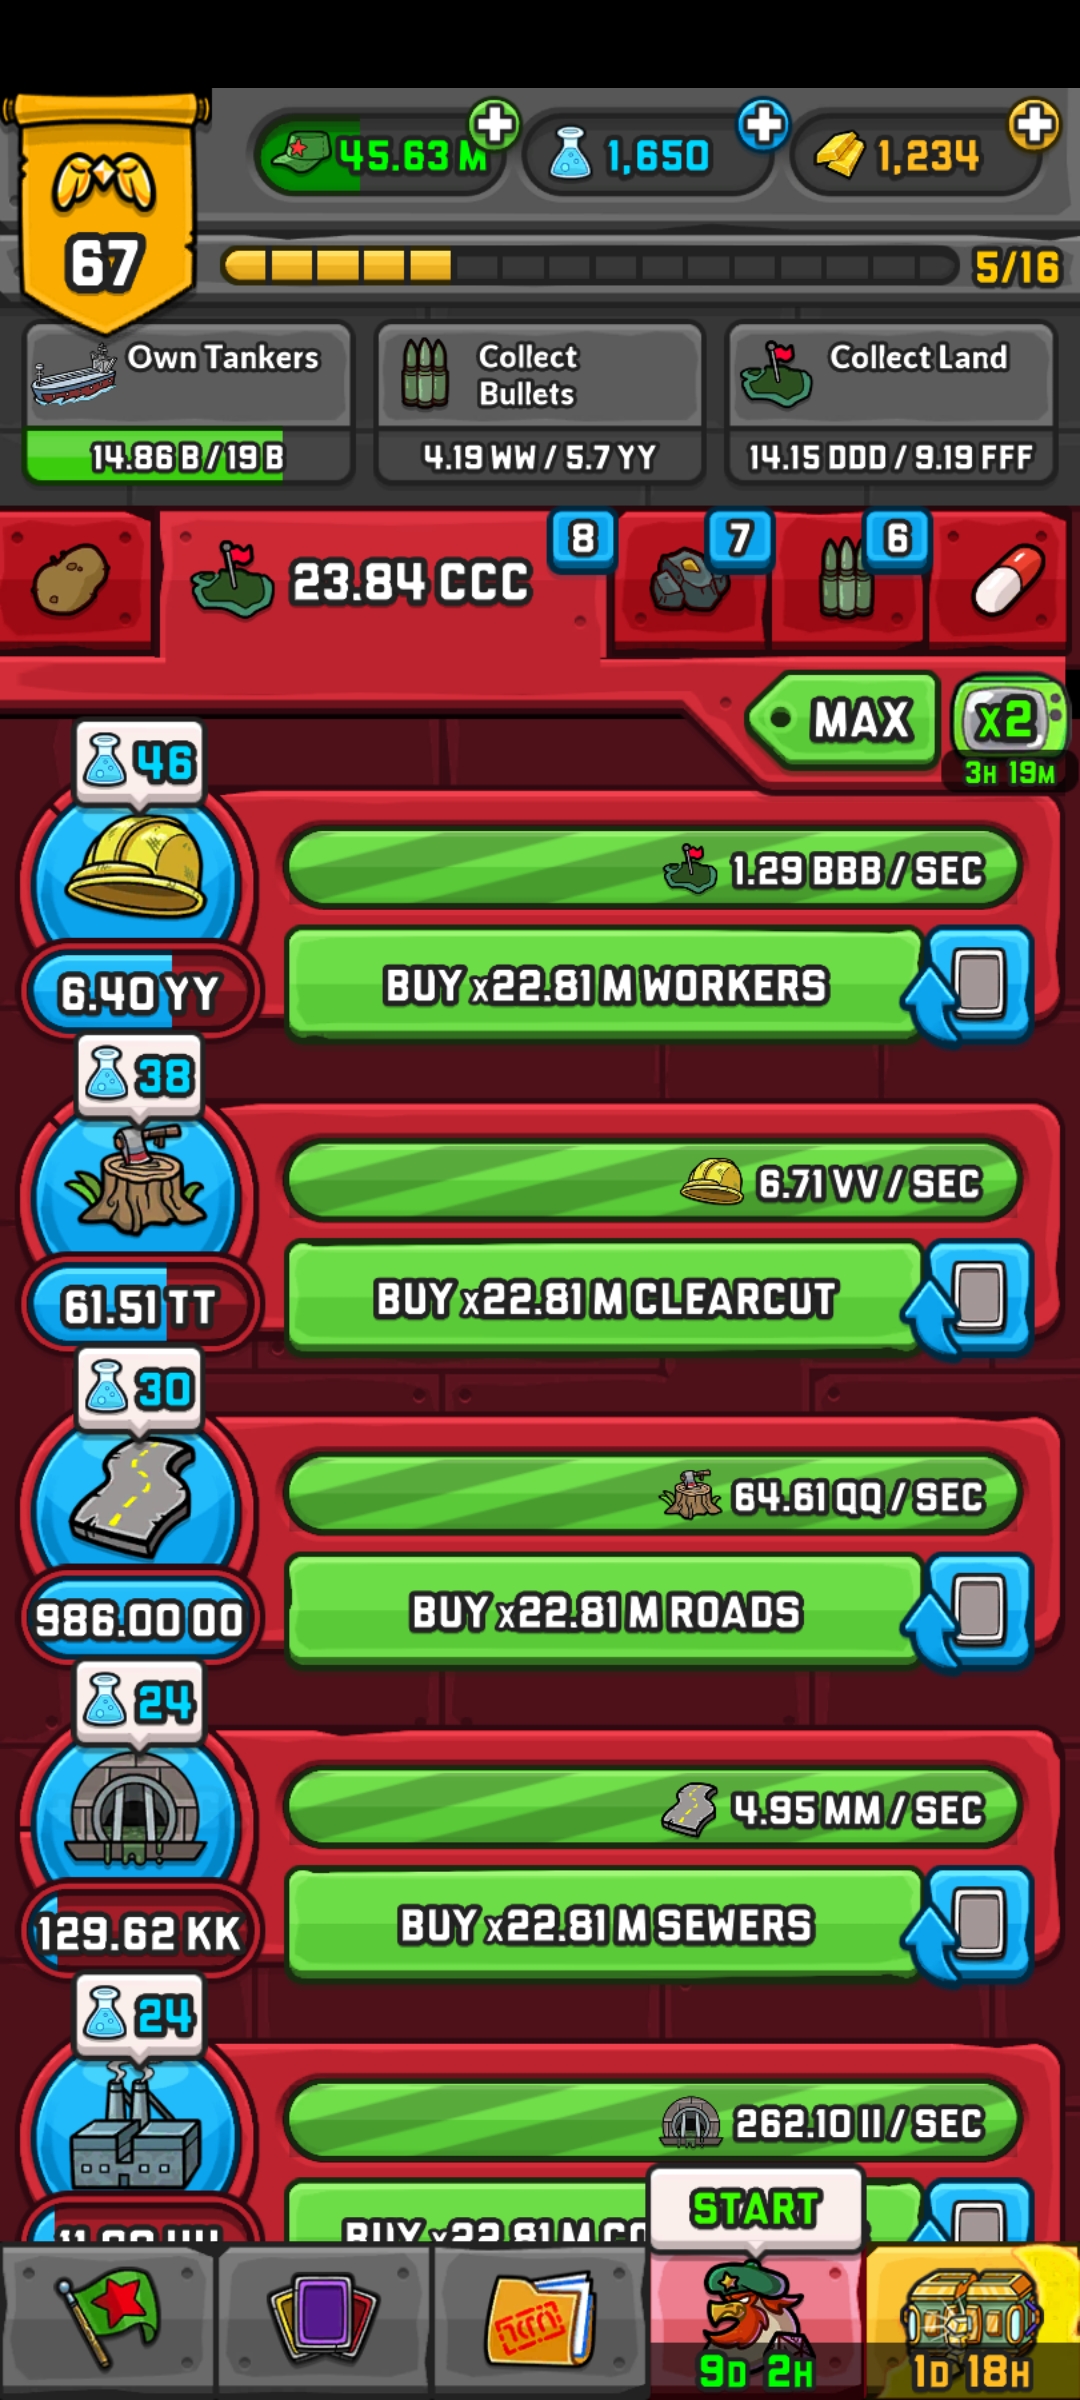 45.63 M
1,650
1,234
67
5/16
Own Tankers
14.86 B / 19 B
Collect
Bullets
4.19 WW / 5.7 YY
Collect Land
14.15 DDD / 9.19 FFF
23.84 CCC
8
7
6
MAX
x2
3H 19M
46
1.29 BBB / SEC
BUY x22.81 M WORKERS
6.40 YY
38
6.71 VV / SEC
BUY x22.81 M CLEARCUT
61.51 TT
30
64.61 QQ / SEC
BUY x22.81 M ROADS
986.00 OO
24
4.95 MM / SEC
BUY x22.81 M SEWERS
129.62 KK
24
262.10 II / SEC
BUY x22.81 M
START
9D 2H
1D 18H